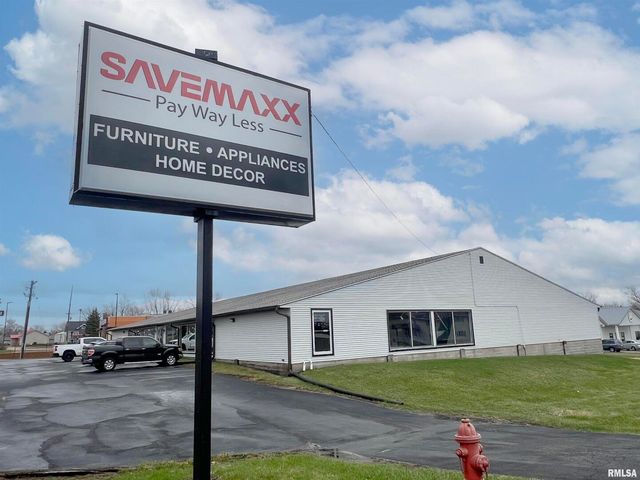 SAVEMAXX
Pay Way Less
FURNITURE • APPLIANCES
HOME DECOR
RMLSA